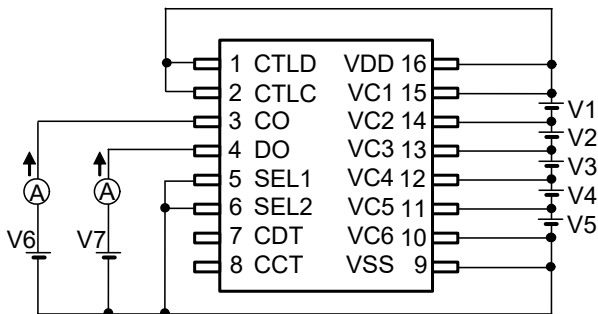 1 CTLD VDD 16
2 CTLC VC1 15
3 CO VC2 14
4 DO VC3 13
5 SEL1 VC4 12
6 SEL2 VC5 11
7 CDT VC6 10
8 CCT VSS 9
V1
V2
V3
V4
V5
A A
V6 V7